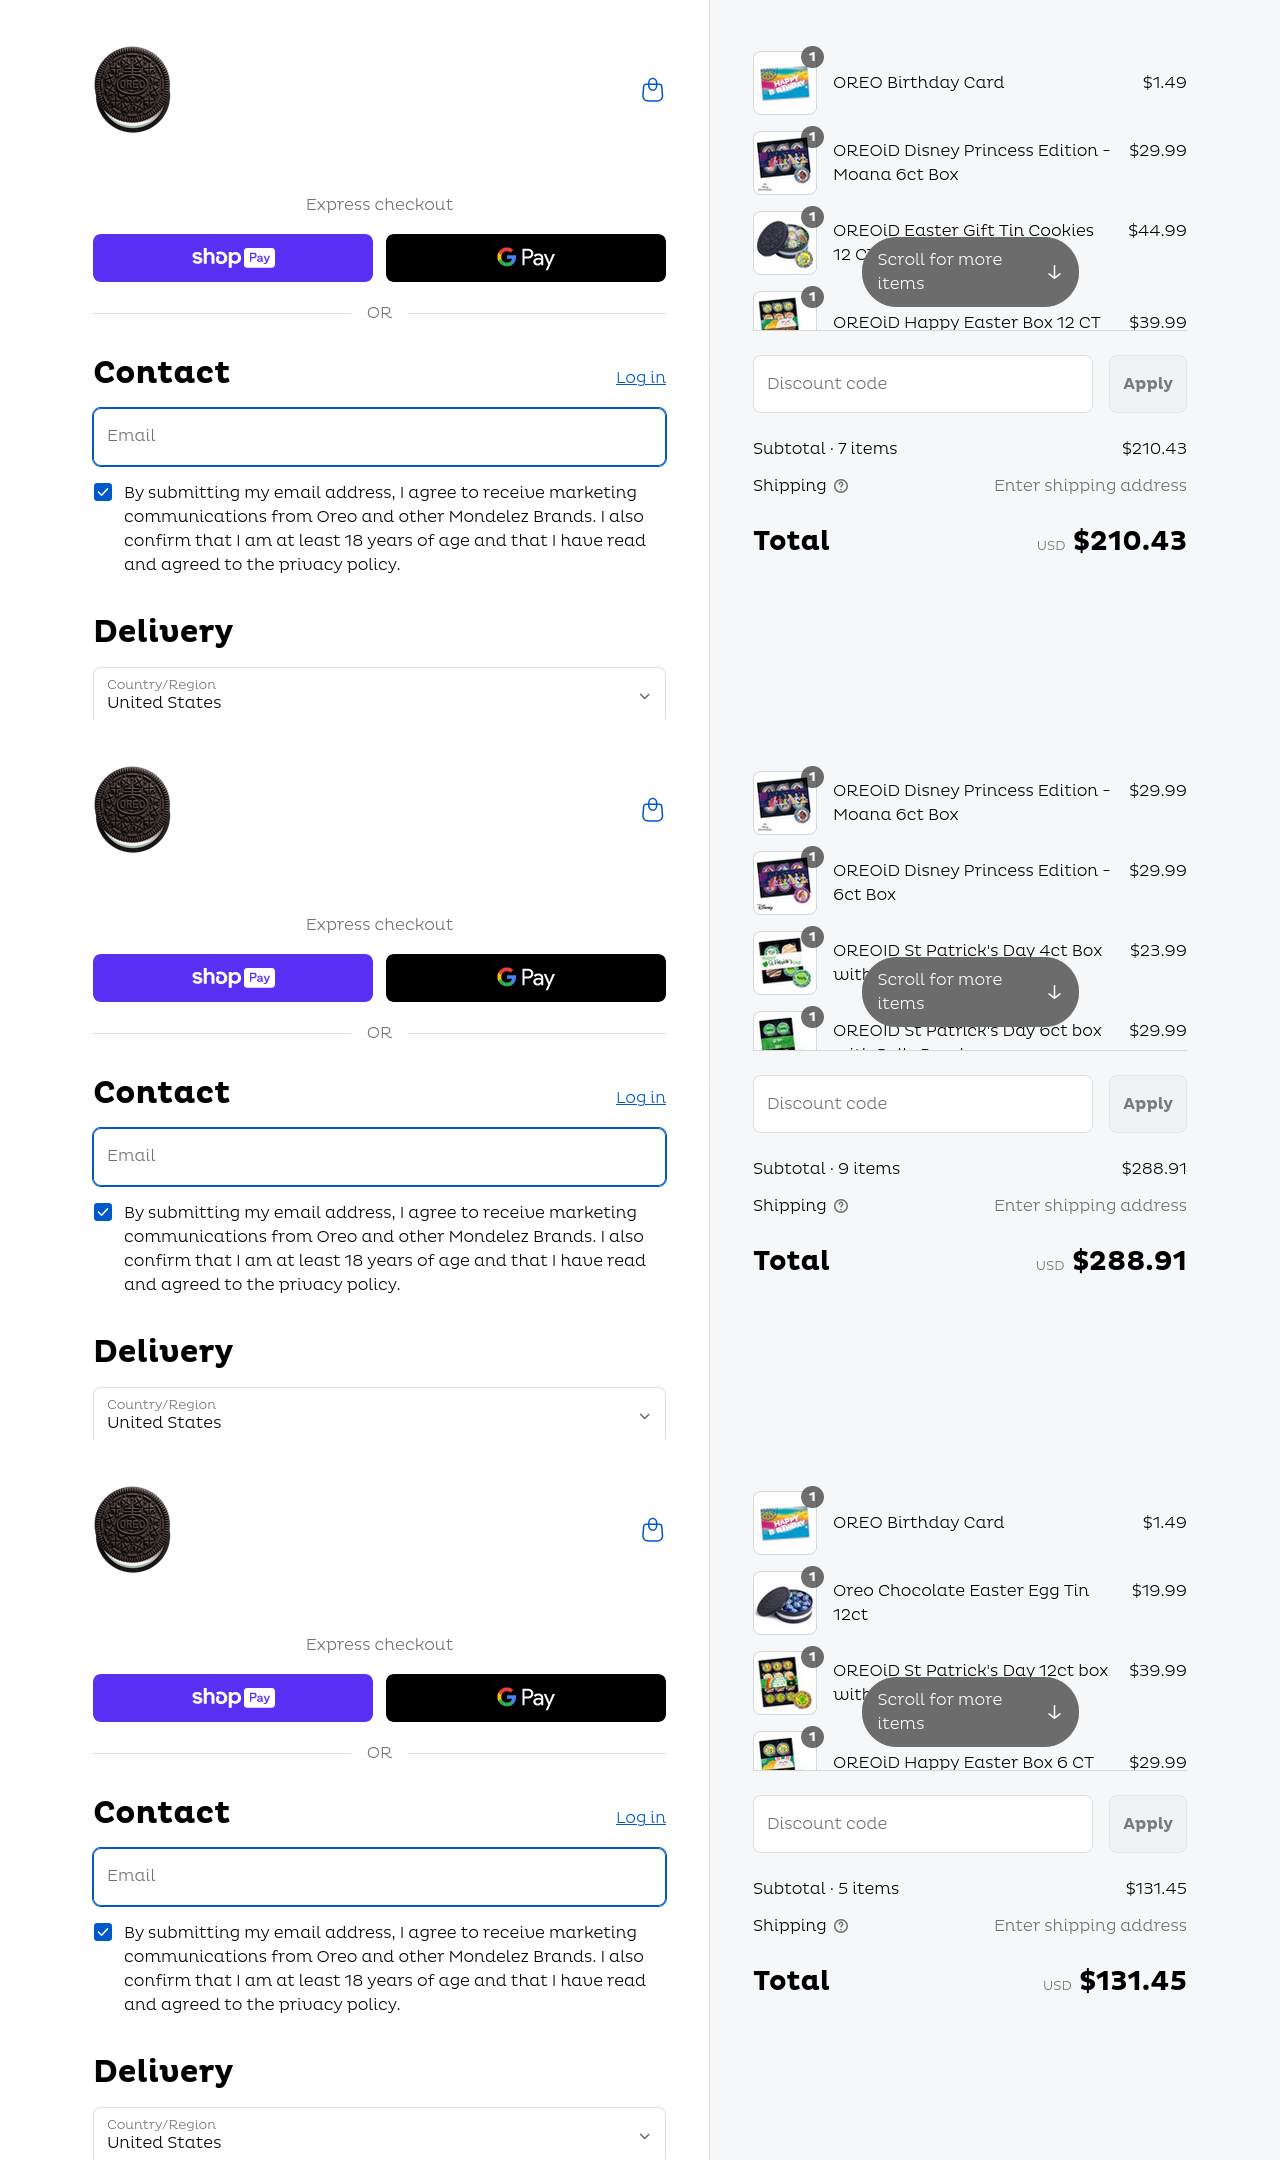 OREO
Express checkout
shop Pay
G Pay
OR
Contact
Log in
Email
By submitting my email address, I agree to receive marketing
communications from Oreo and other Mondelez Brands. I also
confirm that I am at least 18 years of age and that I have read
and agreed to the privacy policy.
Delivery
Country/Region
United States
HAPPY BIRTHDAY
1
OREO Birthday Card
$1.49
1
OREOiD Disney Princess Edition -
Moana 6ct Box
$29.99
1
OREOiD Easter Gift Tin Cookies
12
$44.99
Scroll for more
items
1
OREOiD Happy Easter Box 12 CT
$39.99
Discount code
Apply
Subtotal · 7 items
$210.43
Shipping
Enter shipping address
Total
USD $210.43
OREO
Express checkout
shop Pay
G Pay
OR
Contact
Log in
Email
By submitting my email address, I agree to receive marketing
communications from Oreo and other Mondelez Brands. I also
confirm that I am at least 18 years of age and that I have read
and agreed to the privacy policy.
Delivery
Country/Region
United States
1
OREOiD Disney Princess Edition -
Moana 6ct Box
$29.99
1
Disney
OREOiD Disney Princess Edition -
6ct Box
$29.99
1
OREOID St Patrick's Day 4ct Box
with
$23.99
Scroll for more
items
1
OREOID St Patrick's Day 6ct box
$29.99
Discount code
Apply
Subtotal · 9 items
$288.91
Shipping
Enter shipping address
Total
USD $288.91
OREO
Express checkout
shop Pay
G Pay
OR
Contact
Log in
Email
By submitting my email address, I agree to receive marketing
communications from Oreo and other Mondelez Brands. I also
confirm that I am at least 18 years of age and that I have read
and agreed to the privacy policy.
Delivery
Country/Region
United States
HAPPY BIRTHDAY
1
OREO Birthday Card
$1.49
1
Oreo Chocolate Easter Egg Tin
12ct
$19.99
1
OREOiD St Patrick's Day 12ct box
with
$39.99
Scroll for more
items
1
OREOiD Happy Easter Box 6 CT
$29.99
Discount code
Apply
Subtotal · 5 items
$131.45
Shipping
Enter shipping address
Total
USD $131.45